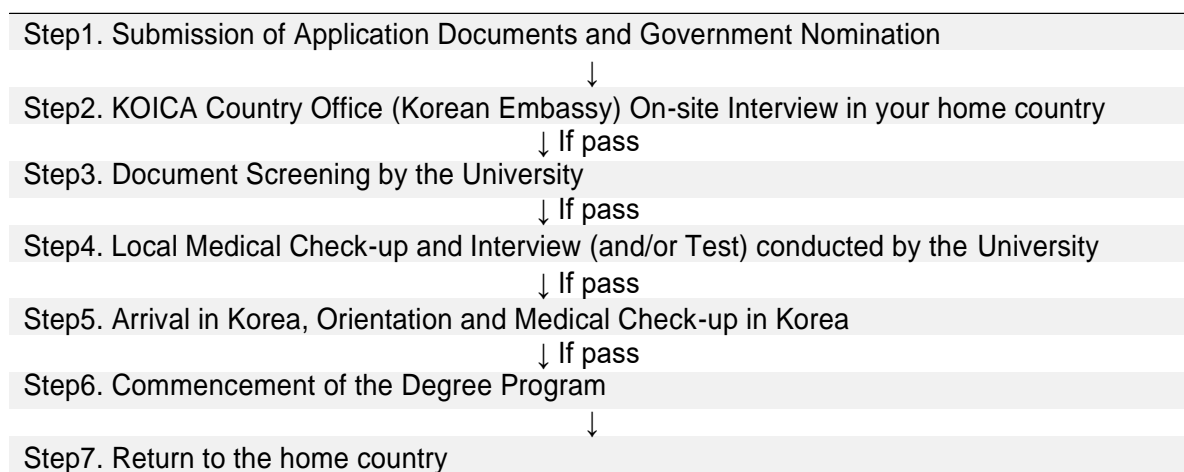 Step1. Submission of Application Documents and Government Nomination
↓
Step2. KOICA Country Office (Korean Embassy) On-site Interview in your home country
↓ If pass
Step3. Document Screening by the University
↓ If pass
Step4. Local Medical Check-up and Interview (and/or Test) conducted by the University
↓ If pass
Step5. Arrival in Korea, Orientation and Medical Check-up in Korea
↓ If pass
Step6. Commencement of the Degree Program
↓
Step7. Return to the home country